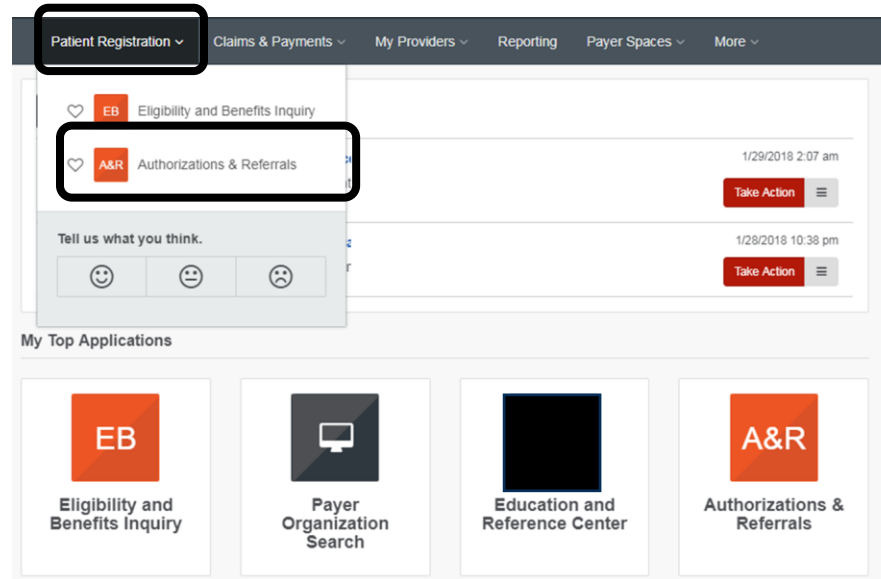 Patient Registration
Claims & Payments
My Providers
Reporting
Payer Spaces
More
EB
Eligibility and Benefits Inquiry
A&R
Authorizations & Referrals
1/29/2018 2:07 am
Take Action
Tell us what you think.
1/28/2018 10:38 pm
Take Action
My Top Applications
EB
Eligibility and
Benefits Inquiry
Payer
Organization
Search
Education and
Reference Center
A&R
Authorizations &
Referrals